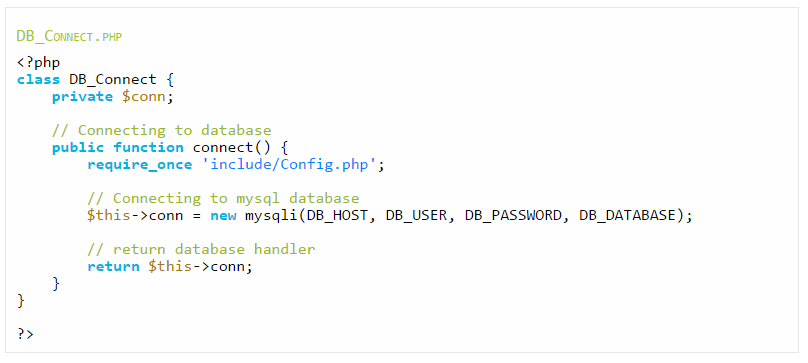 DB_CONNECT.PHP
<?php
class DB_Connect {
    private $conn;

    // Connecting to database
    public function connect() {
        require_once 'include/Config.php';

        // Connecting to mysql database
        $this->conn = new mysqli(DB_HOST, DB_USER, DB_PASSWORD, DB_DATABASE);

        // return database handler
        return $this->conn;
    }
}

?>